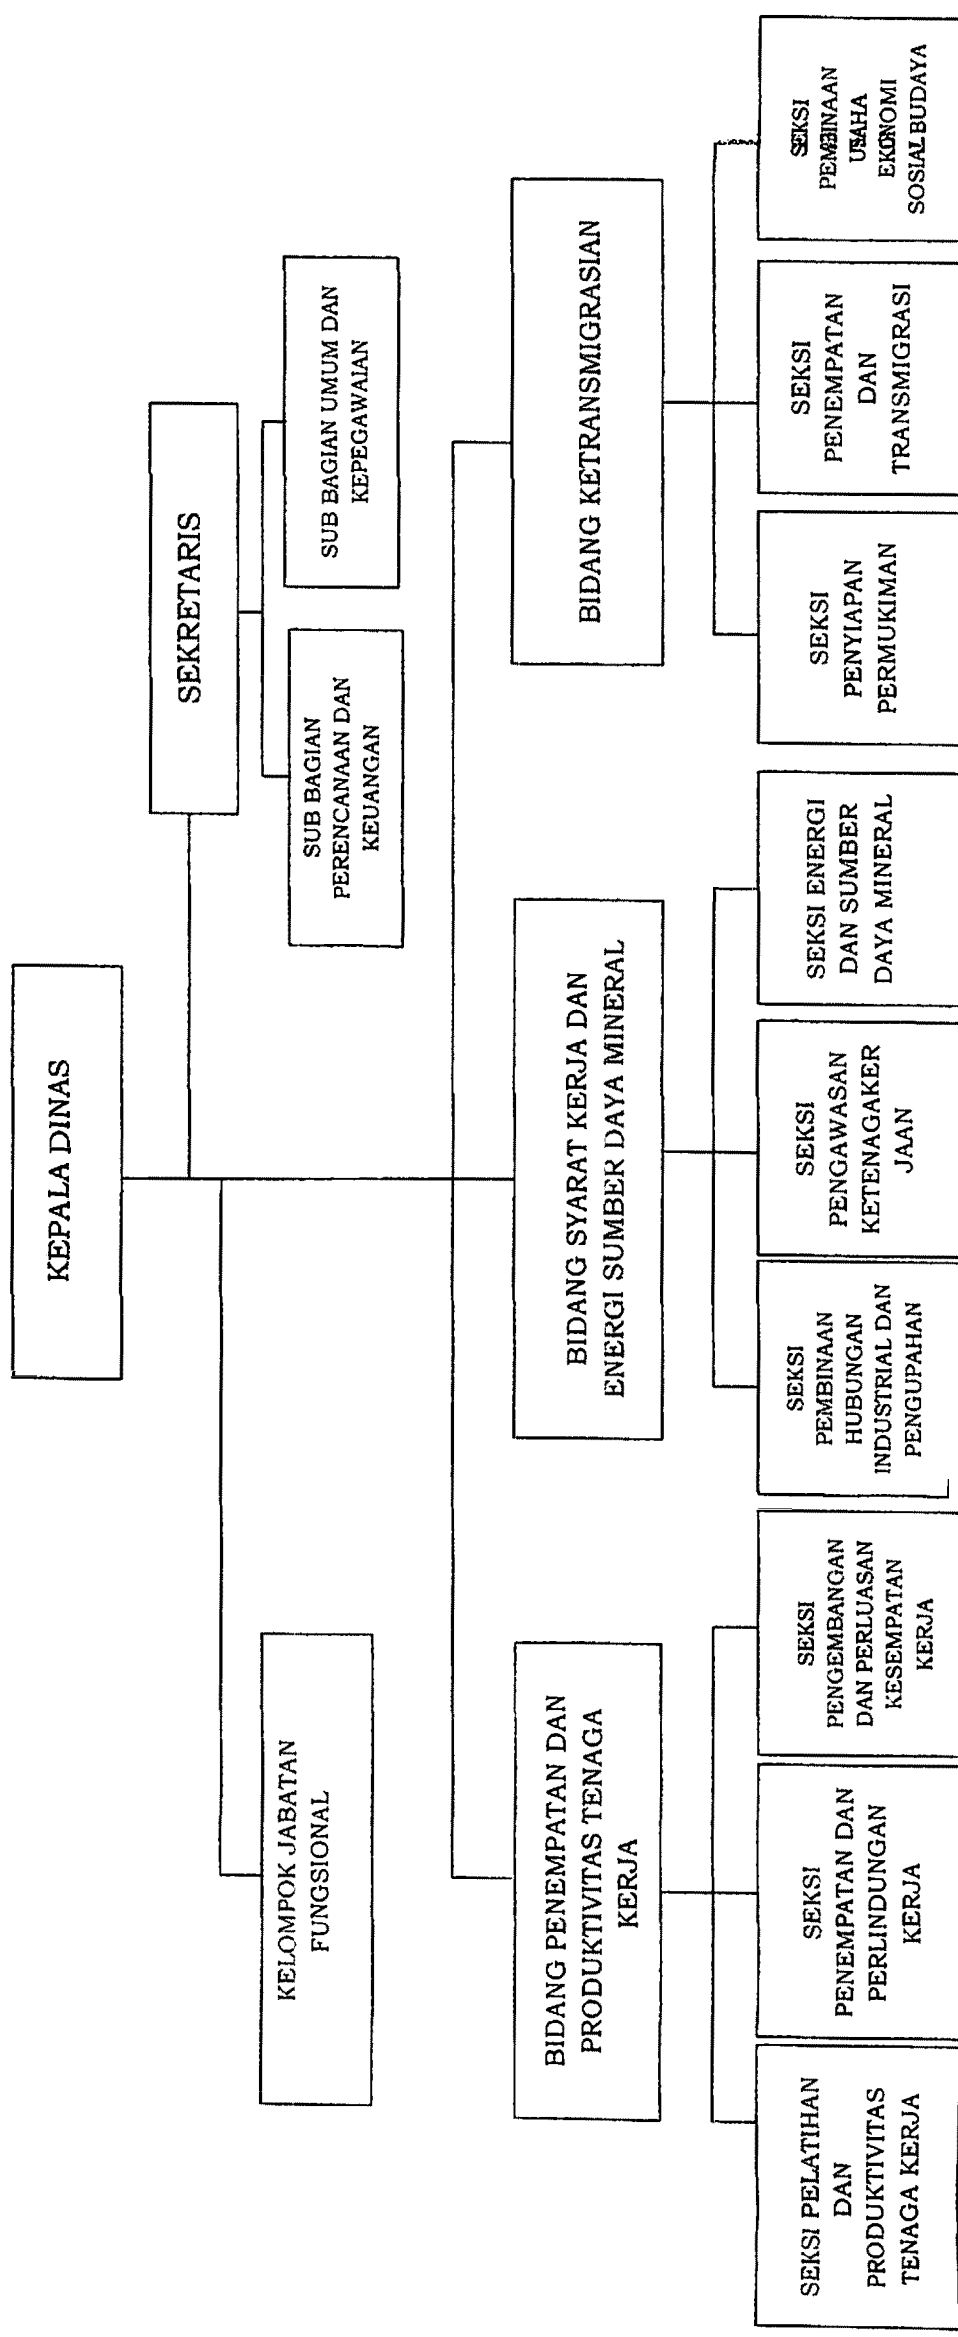 KEPALA DINAS
SEKRETARIS
SUB BAGIAN
PERENCANAAN DAN
KEUANGAN
SUB BAGIAN UMUM DAN
KEPEGAWAIAN
KELOMPOK JABATAN
FUNGSIONAL
BIDANG PENEMPATAN DAN
PRODUKTIVITAS TENAGA
KERJA
BIDANG SYARAT KERJA DAN
ENERGI SUMBER DAYA MINERAL
BIDANG KETRANSMIGRASIAN
SEKSI PELATIHAN
DAN
PRODUKTIVITAS
TENAGA KERJA
SEKSI
PENEMPATAN DAN
PERLINDUNGAN
KERJA
SEKSI
PENGEMBANGAN
DAN PERLUASAN
KESEMPATAN
KERJA
SEKSI
PEMBINAAN
HUBUNGAN
INDUSTRIAL DAN
PENGUPAHAN
SEKSI
PENGAWASAN
KETENAGAKER
JAAN
SEKSI ENERGI
DAN SUMBER
DAYA MINERAL
SEKSI
PENYIAPAN
PERMUKIMAN
SEKSI
PENEMPATAN
DAN
TRANSMIGRASI
SEKSI
PEMBINAAN
USAHA
EKONOMI
SOSIAL BUDAYA